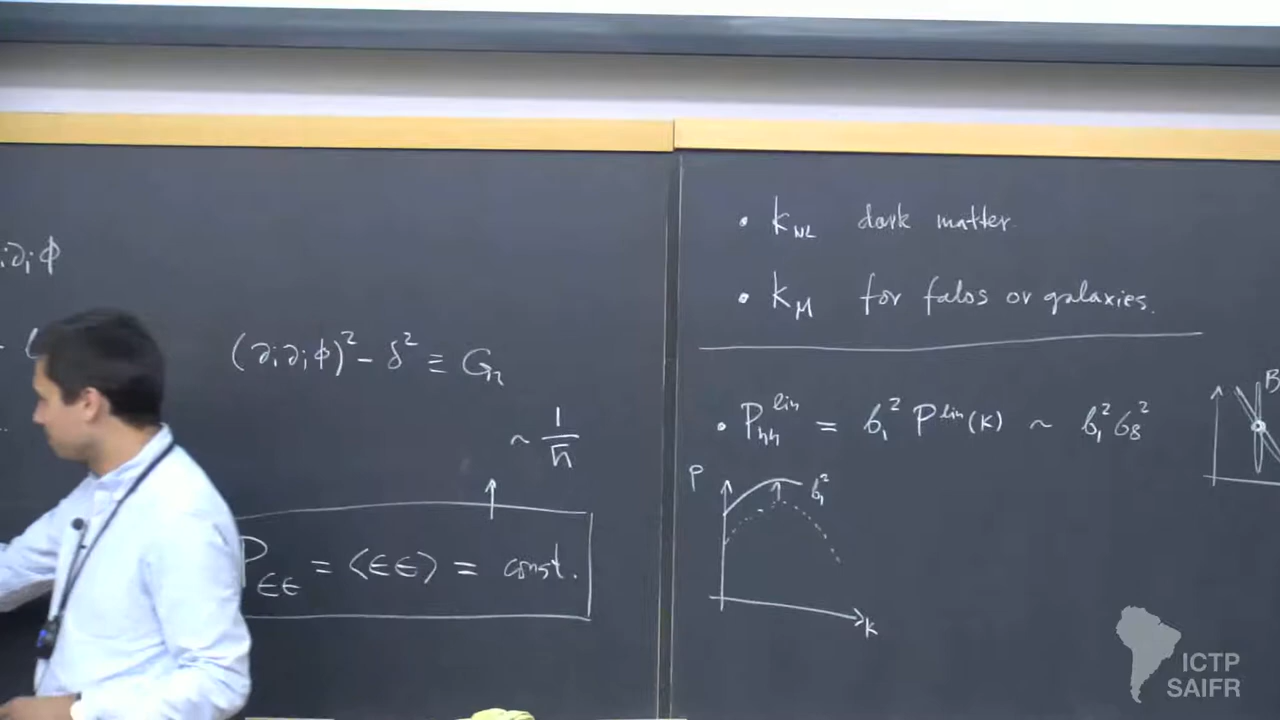 ;∂ᵢϕ
(∂ᵢ∂ᵢϕ)² - δ² ≡ G₂
~ 1/n̄
P_εε = ⟨εε⟩ = const.
• k_NL dark matter
• k_M for falos or galaxies.
• P_hh^lin = b₁² P^lin(k) ~ b₁² σ₈²
P
b₁²
k
B
ICTP
SAIFR